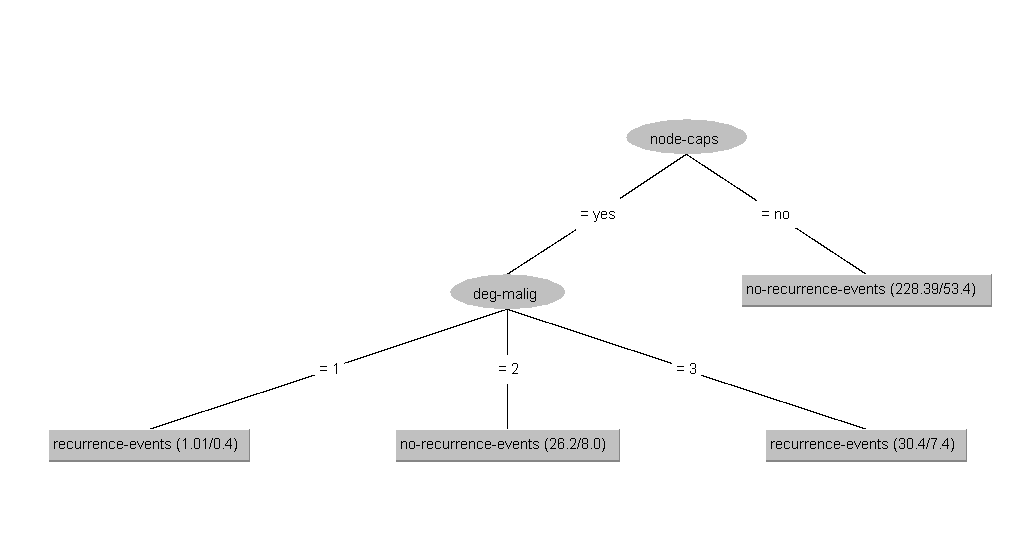 node-caps
= yes
= no
deg-malig
no-recurrence-events (228.39/53.4)
= 1
= 2
= 3
recurrence-events (1.01/0.4)
no-recurrence-events (26.2/8.0)
recurrence-events (30.4/7.4)